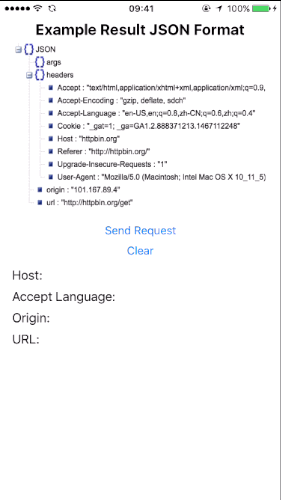 09:41
100%
Example Result JSON Format
JSON
args
headers
Accept : "text/html,application/xhtml+xml,application/xml;q=0.9,
Accept-Encoding : "gzip, deflate, sdch"
Accept-Language : "en-US,en;q=0.8,zh-CN;q=0.6,zh;q=0.4"
Cookie : "_gat=1; _ga=GA1.2.888371213.1467112248"
Host : "httpbin.org"
Referer : "http://httpbin.org/"
Upgrade-Insecure-Requests : "1"
User-Agent : "Mozilla/5.0 (Macintosh; Intel Mac OS X 10_11_5)
origin : "101.167.89.4"
url : "http://httpbin.org/get"
Send Request
Clear
Host:
Accept Language:
Origin:
URL: